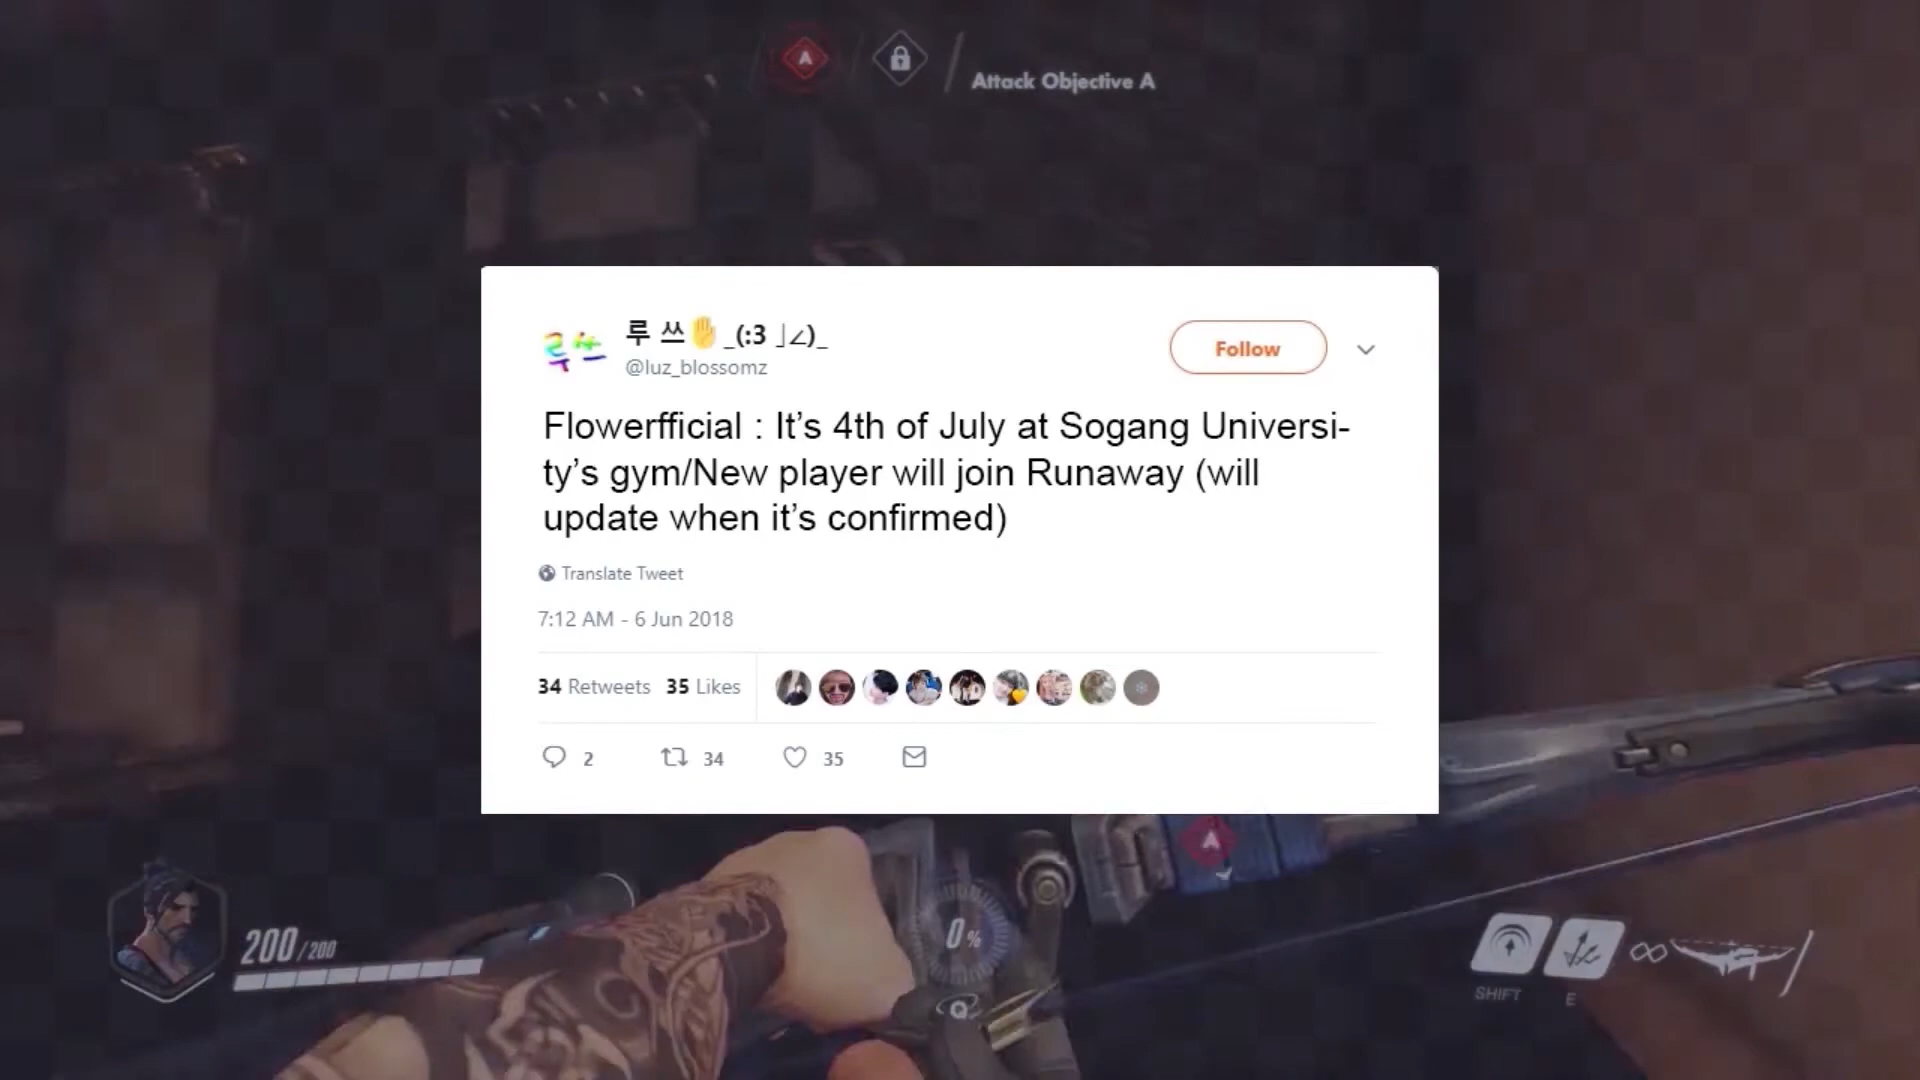 A
Attack Objective A
루쓰
루 쓰✋_(:3 」∠)_
@luz_blossomz
Follow
Flowerfficial : It’s 4th of July at Sogang Universi-
ty’s gym/New player will join Runaway (will
update when it’s confirmed)
Translate Tweet
7:12 AM - 6 Jun 2018
34 Retweets 35 Likes
2 34 35
A
200/200
0%
Q
SHIFT E